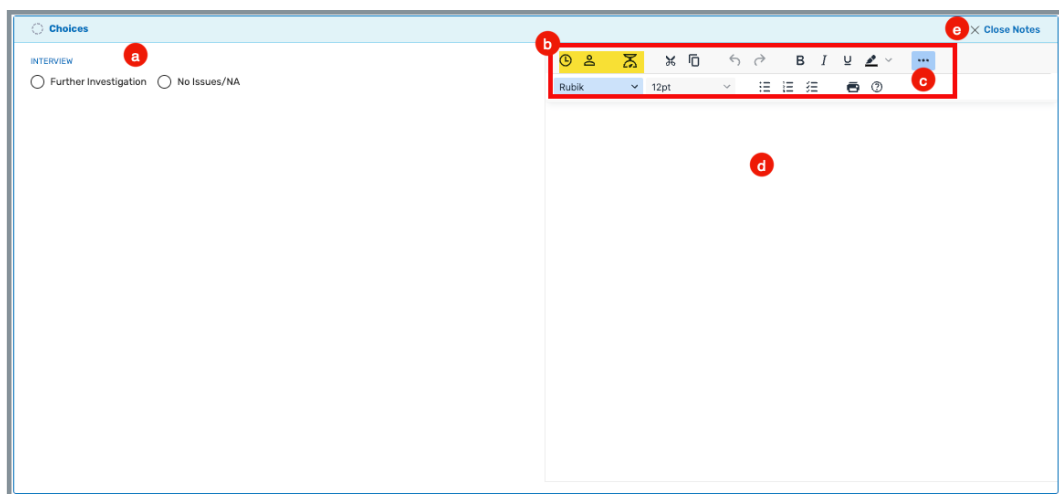 Choices
e
Close Notes
a
INTERVIEW
Further Investigation
No Issues/NA
b
B I U
c
Rubik
12pt
d